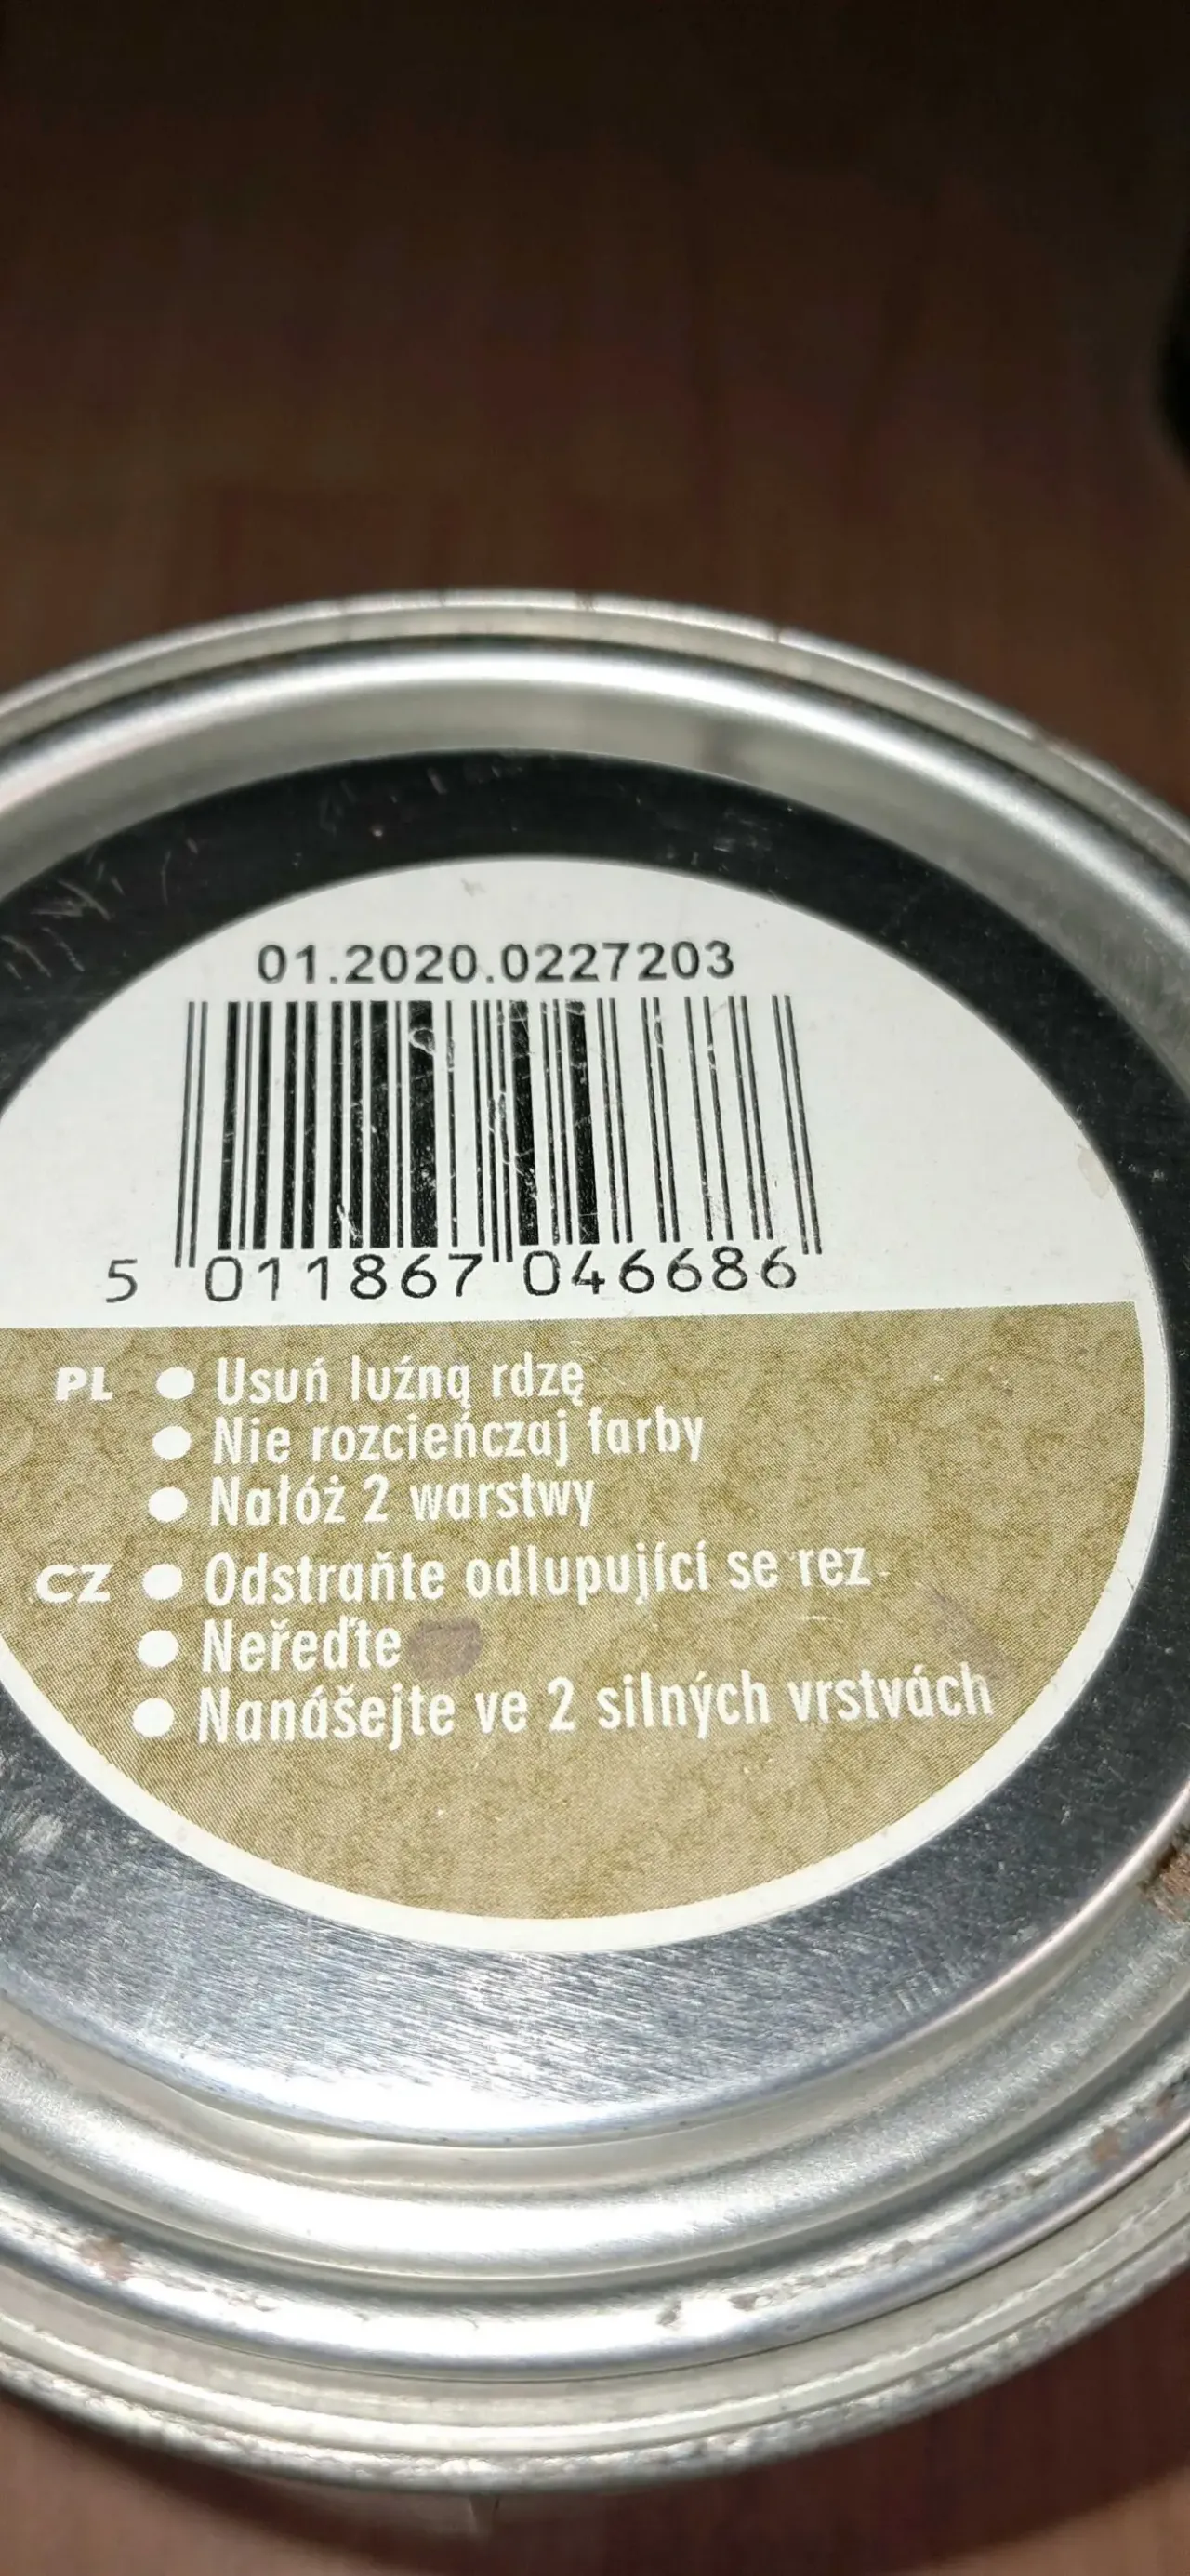 01.2020.0227203
5 011867 046686
PL ● Usuń luźną rdzę
● Nie rozcieńczaj farby
● Nałóż 2 warstwy
CZ ● Odstraňte odlupující se rez
● Neřeďte
● Nanášejte ve 2 silných vrstvách